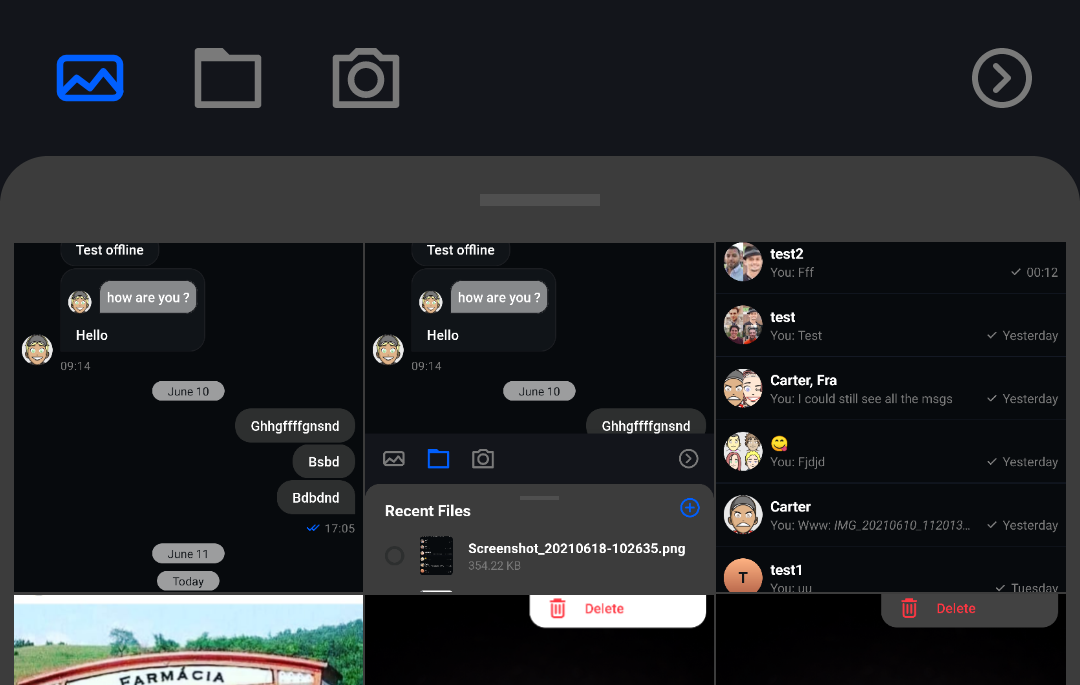 Test offline
how are you ?
Hello
09:14
June 10
Ghhgffffgnsnd
Bsbd
Bdbdnd
17:05
June 11
Today
Test offline
how are you ?
Hello
09:14
June 10
Ghhgffffgnsnd
Recent Files
Screenshot_20210618-102635.png
354.22 KB
test2
You: Fff 00:12
test
You: Test Yesterday
Carter, Fra
You: I could still see all the msgs Yesterday
😋
You: Fjdjd Yesterday
Carter
You: Www: IMG_20210610_112013... Yesterday
T
test1
You: uu Tuesday
FARMÁCIA
Delete
Delete